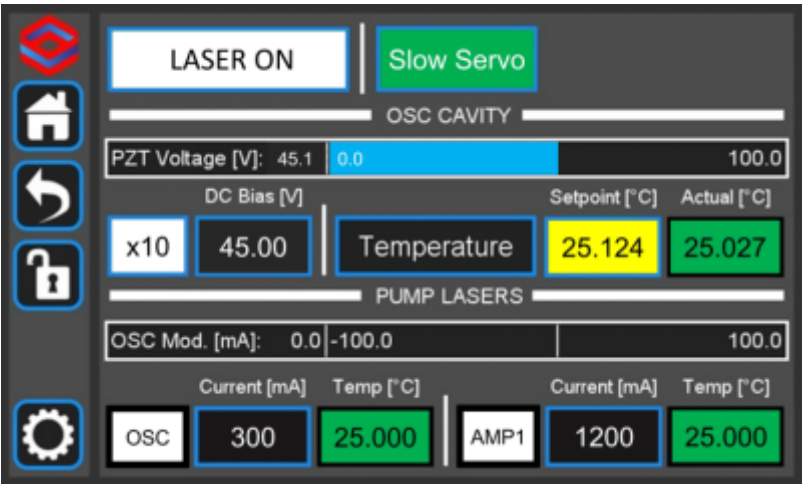 LASER ON Slow Servo
OSC CAVITY
PZT Voltage [V]: 45.1 0.0 100.0
DC Bias [V] Setpoint [°C] Actual [°C]
x10 45.00 Temperature 25.124 25.027
PUMP LASERS
OSC Mod. [mA]: 0.0 -100.0 100.0
Current [mA] Temp [°C] Current [mA] Temp [°C]
OSC 300 25.000 AMP1 1200 25.000